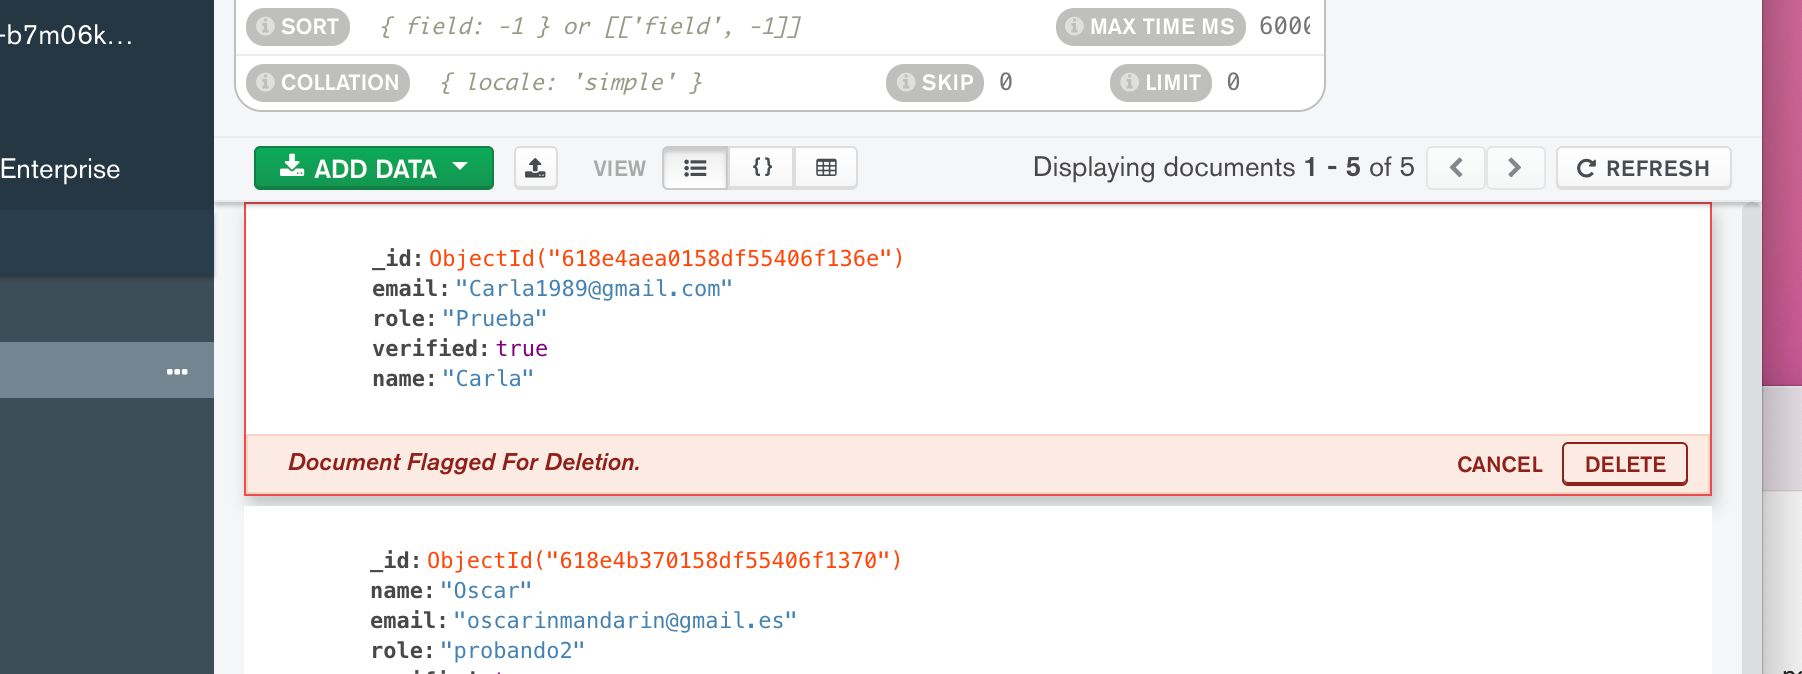 -b7m06k...
Enterprise
SORT { field: -1 } or [['field', -1]] MAX TIME MS 6000
COLLATION { locale: 'simple' } SKIP 0 LIMIT 0
ADD DATA VIEW {} Displaying documents 1 - 5 of 5 REFRESH
_id: ObjectId("618e4aea0158df55406f136e")
email: "Carla1989@gmail.com"
role: "Prueba"
verified: true
name: "Carla"
Document Flagged For Deletion. CANCEL DELETE
_id: ObjectId("618e4b370158df55406f1370")
name: "Oscar"
email: "oscarinmandarin@gmail.es"
role: "probando2"